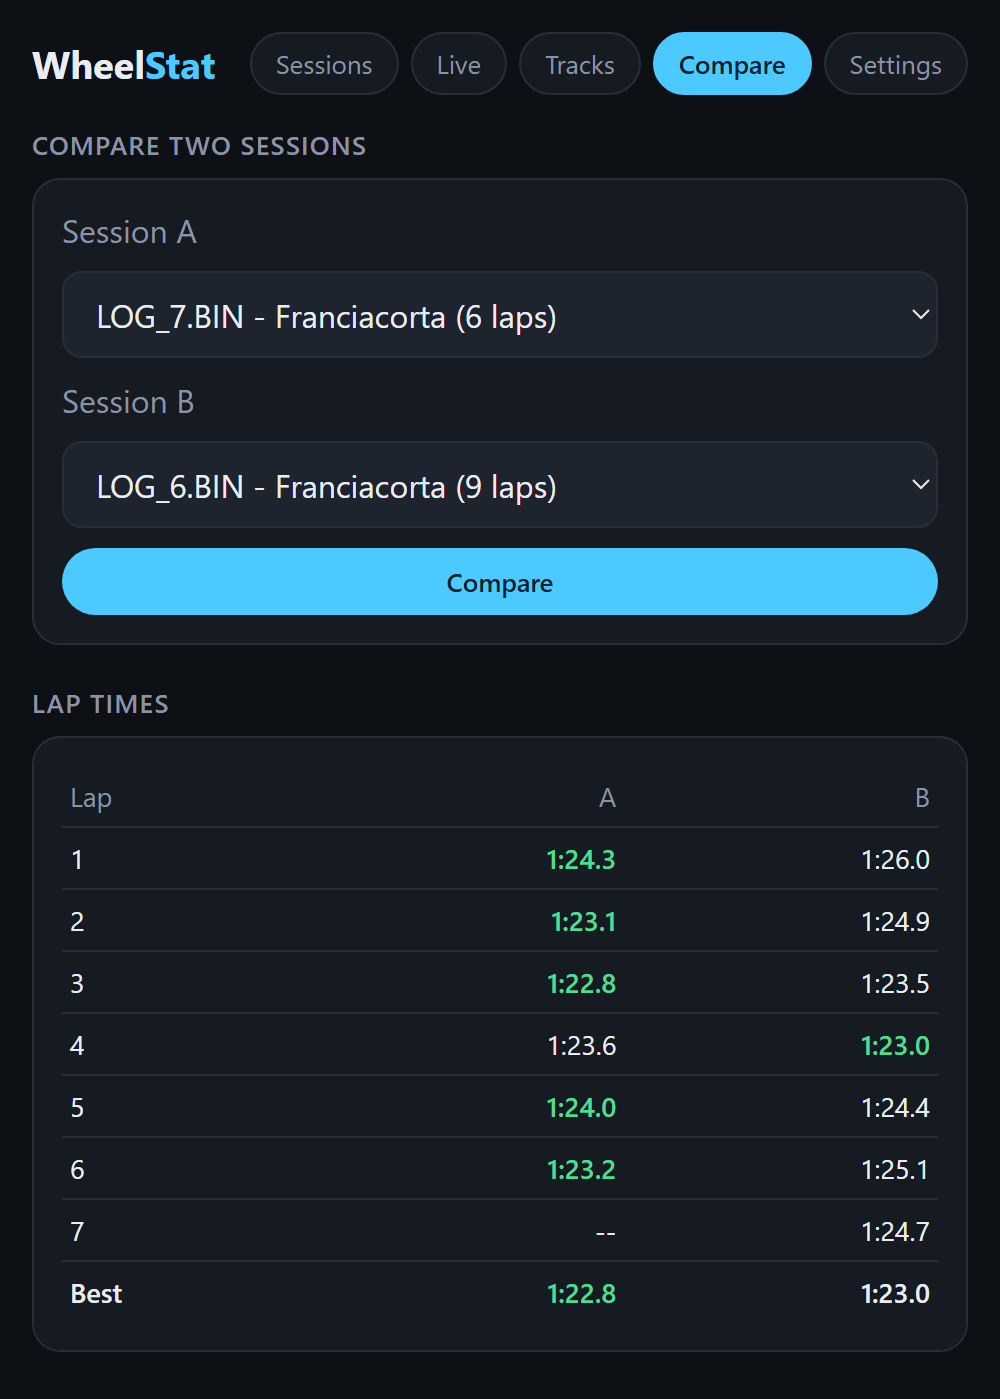 WheelStat Sessions Live Tracks Compare Settings
COMPARE TWO SESSIONS
Session A
LOG_7.BIN - Franciacorta (6 laps)
Session B
LOG_6.BIN - Franciacorta (9 laps)
Compare
LAP TIMES
Lap A B
1 1:24.3 1:26.0
2 1:23.1 1:24.9
3 1:22.8 1:23.5
4 1:23.6 1:23.0
5 1:24.0 1:24.4
6 1:23.2 1:25.1
7 -- 1:24.7
Best 1:22.8 1:23.0